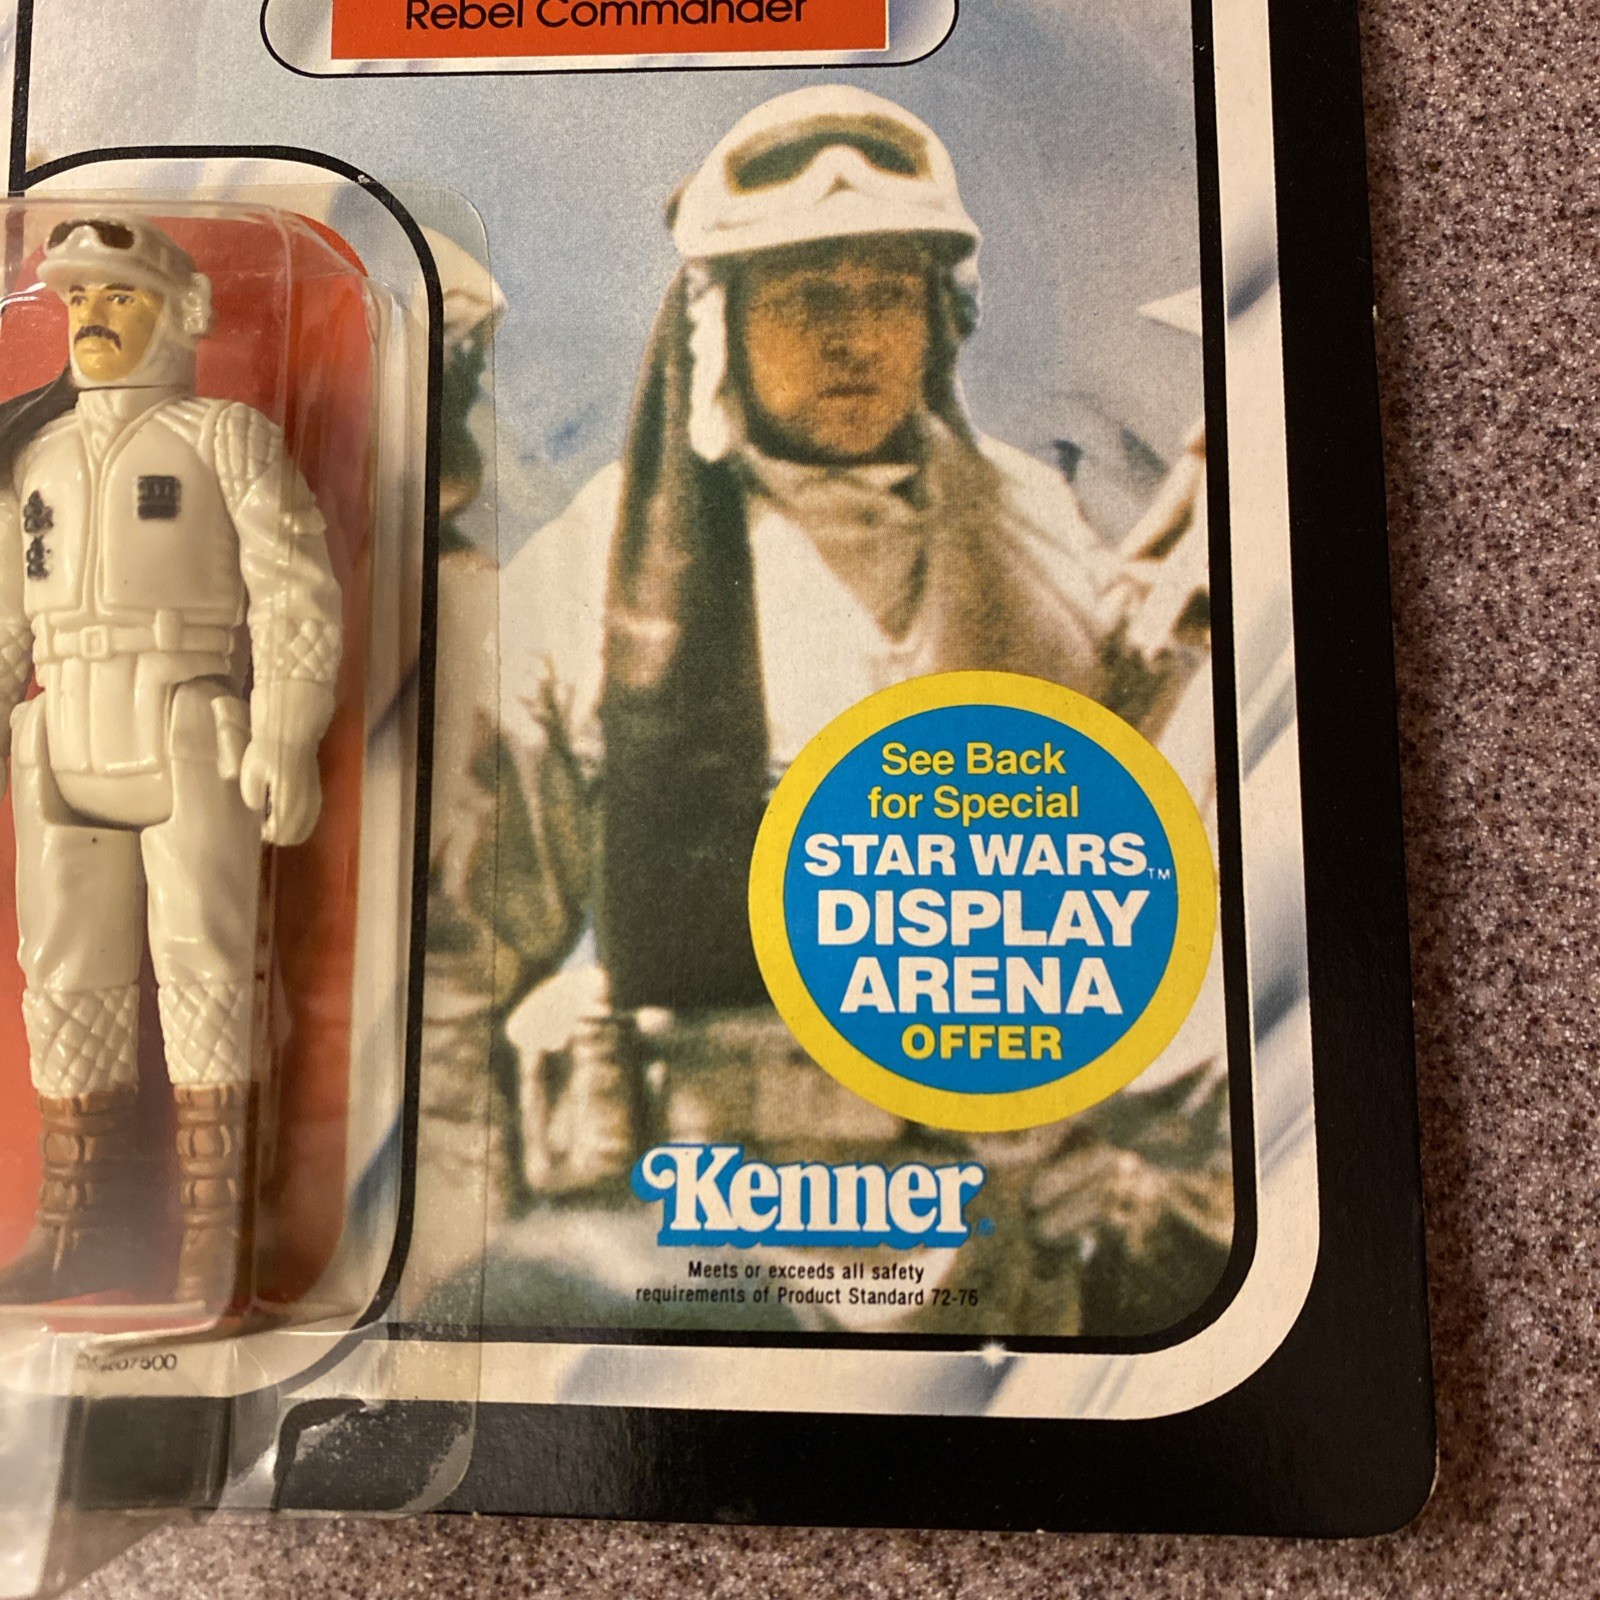 Rebel Commander
See Back
for Special
STAR WARS™
DISPLAY
ARENA
OFFER
Kenner®
Meets or exceeds all safety
requirements of Product Standard 72-76